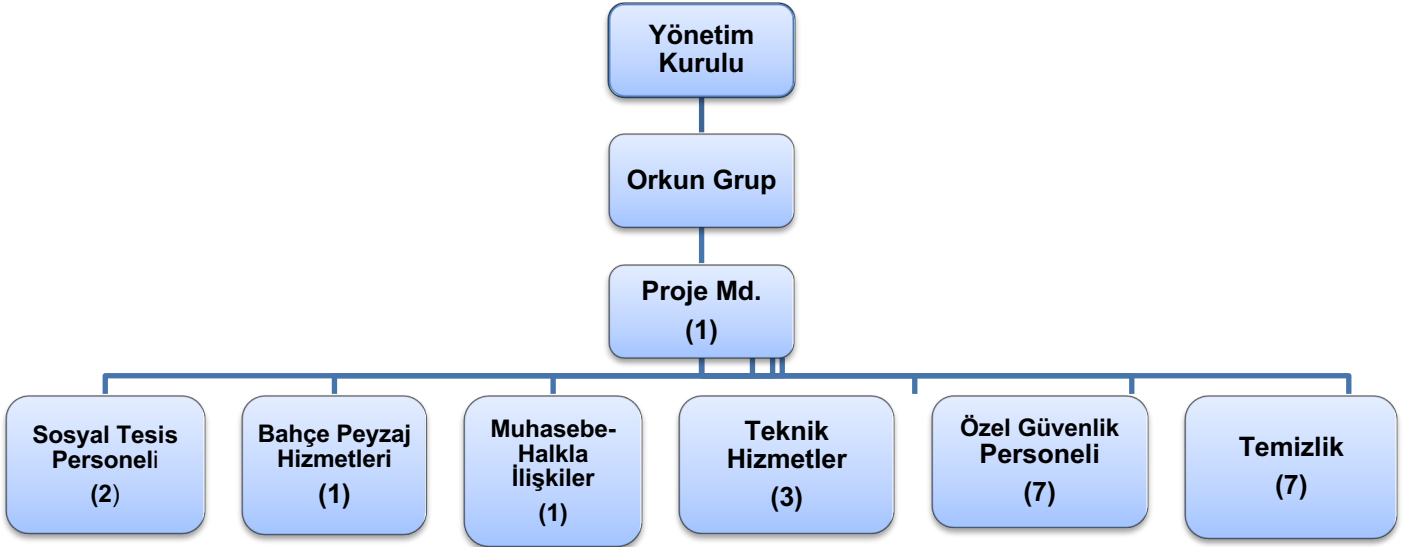 Yönetim
Kurulu
Orkun Grup
Proje Md.
(1)
Sosyal Tesis
Personeli
(2)
Bahçe Peyzaj
Hizmetleri
(1)
Muhasebe-
Halkla
İlişkiler
(1)
Teknik
Hizmetler
(3)
Özel Güvenlik
Personeli
(7)
Temizlik
(7)